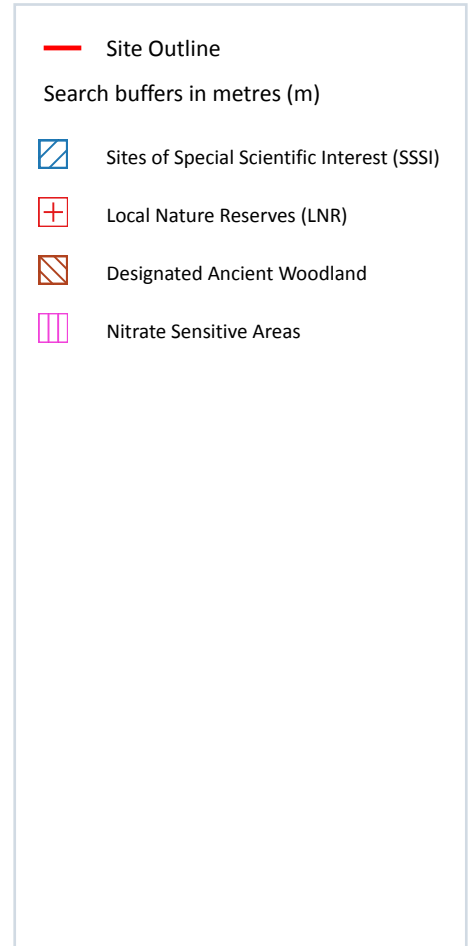 Site Outline
Search buffers in metres (m)
Sites of Special Scientific Interest (SSSI)
Local Nature Reserves (LNR)
Designated Ancient Woodland
Nitrate Sensitive Areas